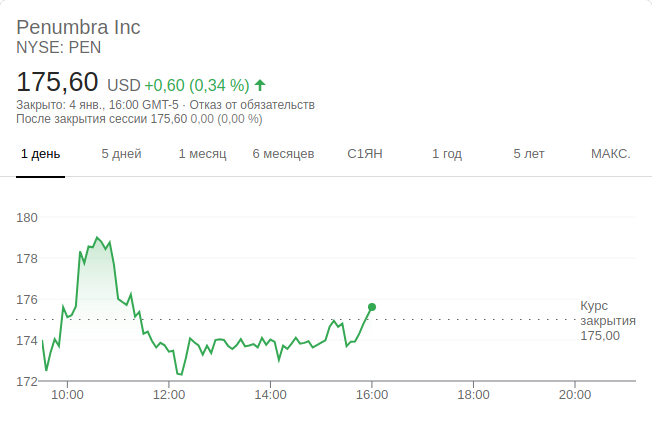 Penumbra Inc
NYSE: PEN
175,60 USD +0,60 (0,34 %)
Закрыто: 4 янв., 16:00 GMT-5 · Отказ от обязательств
После закрытия сессии 175,60 0,00 (0,00 %)
1 день 5 дней 1 месяц 6 месяцев С1ЯН 1 год 5 лет МАКС.
180
178
176
174
172
Курс
закрытия
175,00
10:00 12:00 14:00 16:00 18:00 20:00